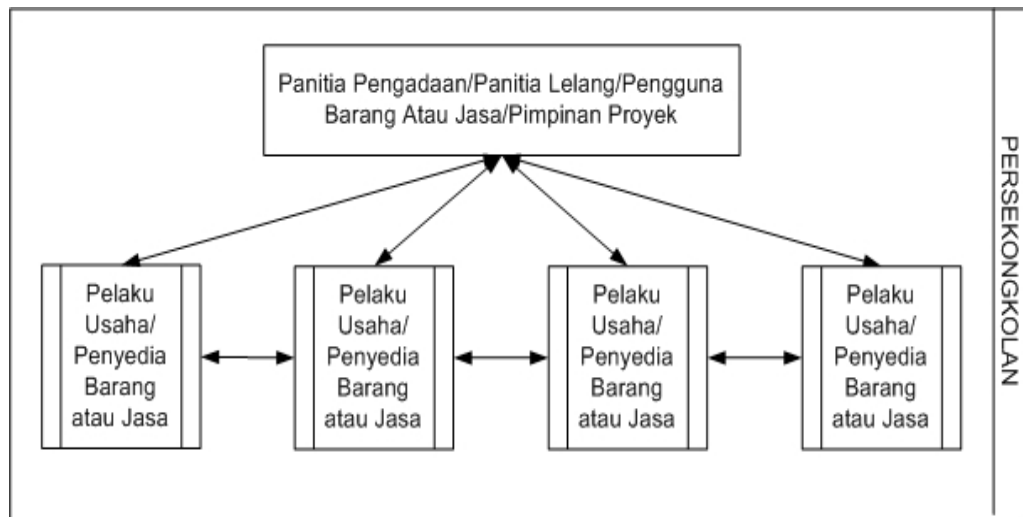 Panitia Pengadaan/Panitia Lelang/Pengguna
Barang Atau Jasa/Pimpinan Proyek
Pelaku
Usaha/
Penyedia
Barang
atau Jasa
Pelaku
Usaha/
Penyedia
Barang
atau Jasa
Pelaku
Usaha/
Penyedia
Barang
atau Jasa
Pelaku
Usaha/
Penyedia
Barang
atau Jasa
PERSEKONGKOLAN